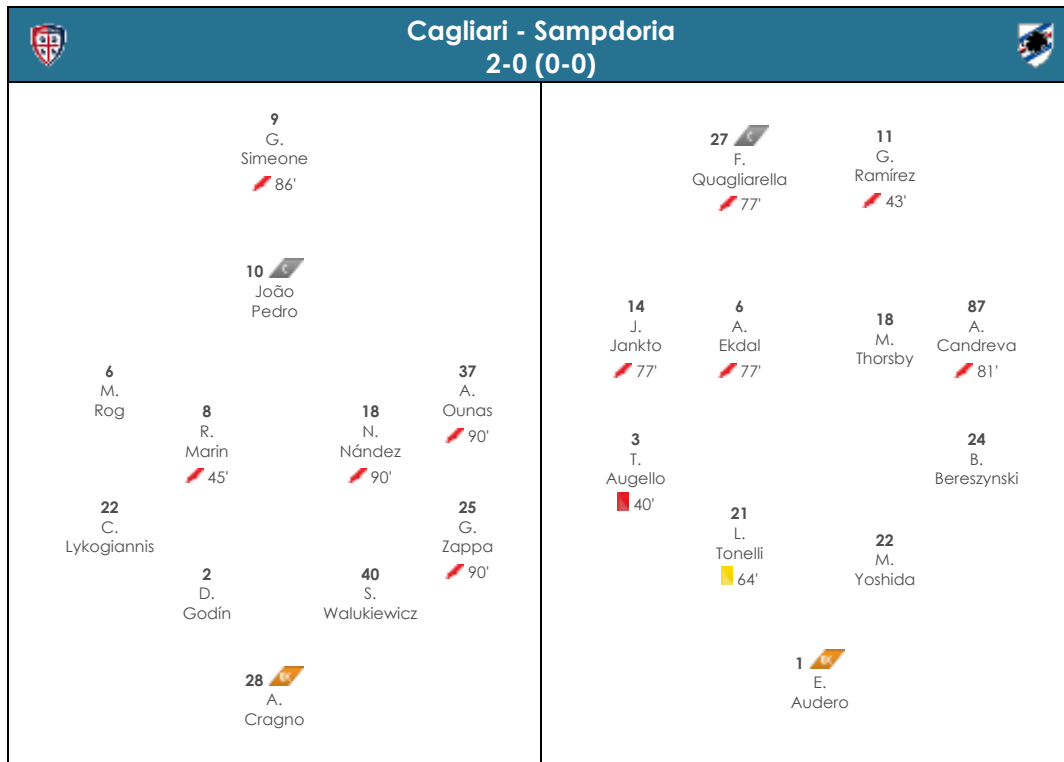 Cagliari - Sampdoria
2-0 (0-0)
9
G.
Simeone
86'
10 C
João
Pedro
6
M.
Rog
8
R.
Marin
45'
18
N.
Nández
90'
37
A.
Ounas
90'
22
C.
Lykogiannis
2
D.
Godín
40
S.
Walukiewicz
25
G.
Zappa
90'
28
A.
Cragno
27 C
F.
Quagliarella
77'
11
G.
Ramírez
43'
14
J.
Jankto
77'
6
A.
Ekdal
77'
18
M.
Thorsby
87
A.
Candreva
81'
3
T.
Augello
40'
21
L.
Tonelli
64'
22
M.
Yoshida
24
B.
Bereszynski
1
E.
Audero